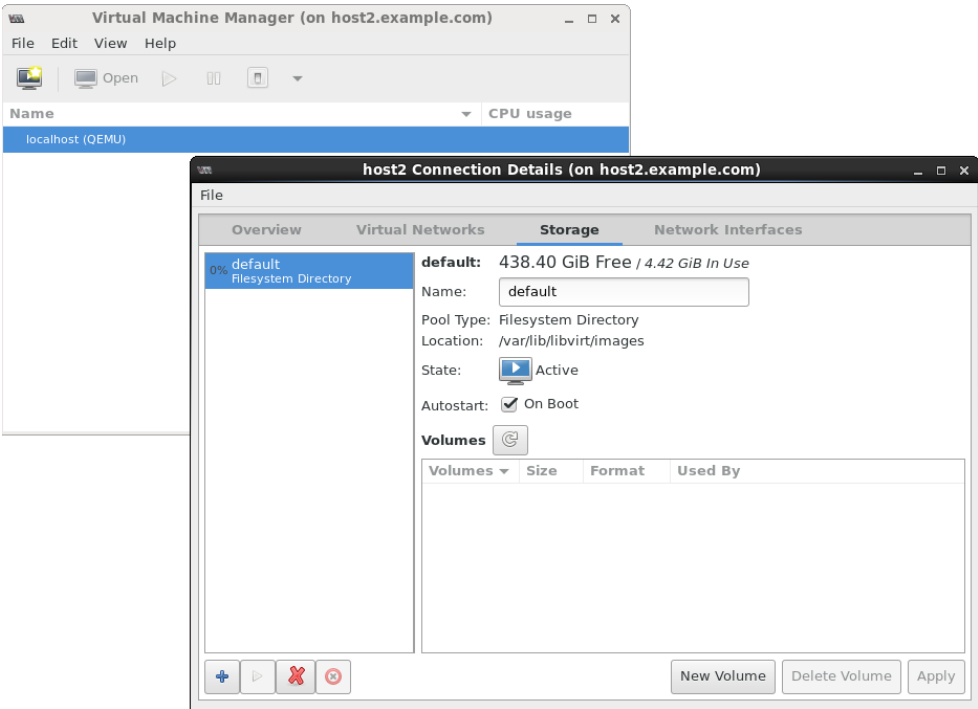 Virtual Machine Manager (on host2.example.com)
File Edit View Help
Open
Name CPU usage
localhost (QEMU)
host2 Connection Details (on host2.example.com)
File
Overview Virtual Networks Storage Network Interfaces
0% default
Filesystem Directory
default: 438.40 GiB Free / 4.42 GiB In Use
Name: default
Pool Type: Filesystem Directory
Location: /var/lib/libvirt/images
State: Active
Autostart: On Boot
Volumes
Volumes Size Format Used By
New Volume Delete Volume Apply